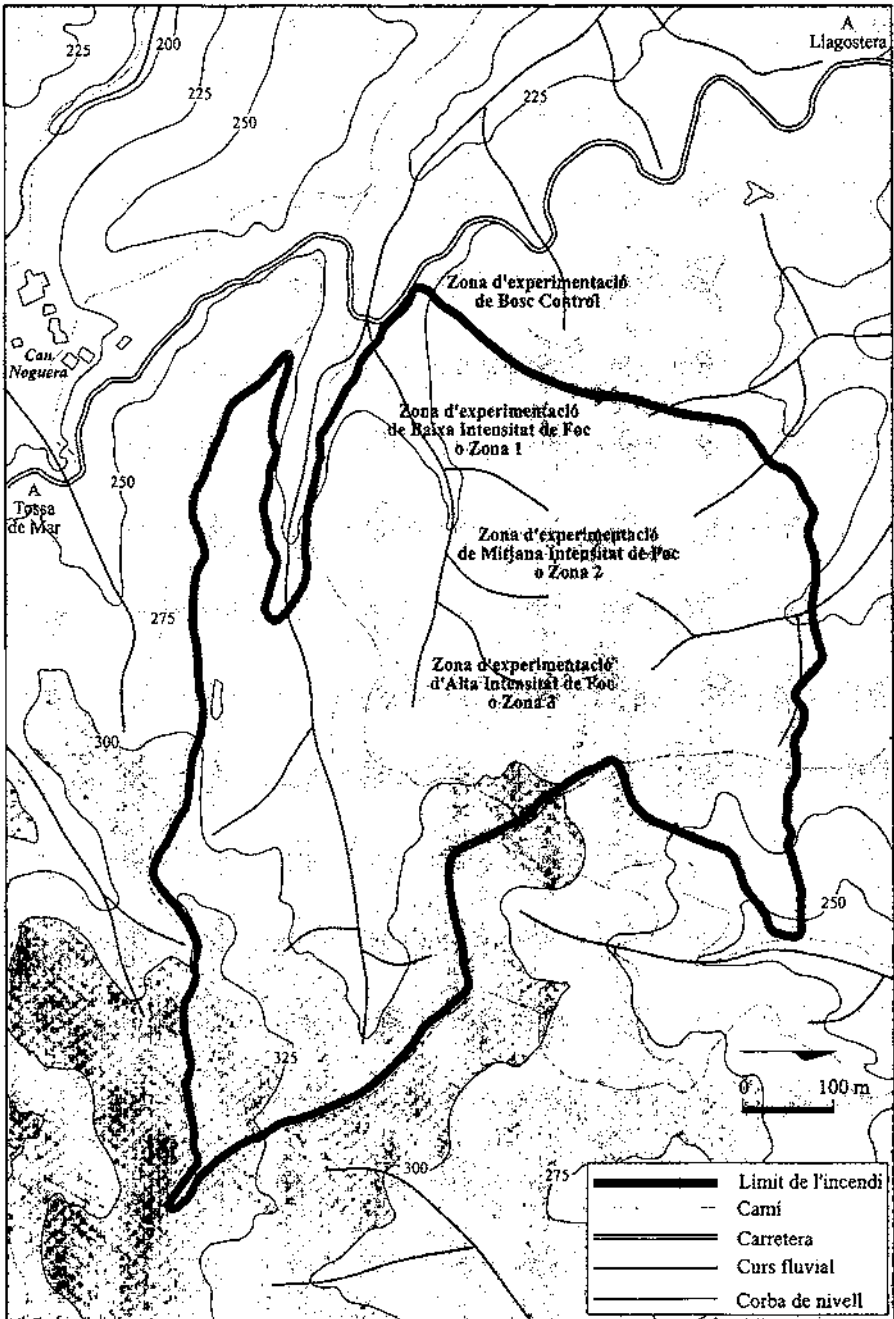 A
Llagostera
225
200
225
250
Zona d'experimentació
de Bosc Control
Can
Noguera
Zona d'experimentació
de Baixa Intensitat de Foc
o Zona 1
250
A
Tossa
de Mar
Zona d'experimentació
de Mitjana Intensitat de Foc
o Zona 2
275
Zona d'experimentació
d'Alta Intensitat de Foc
o Zona 3
300
250
325
0 100 m
300
275
Límit de l'incendi
Camí
Carretera
Curs fluvial
Corba de nivell